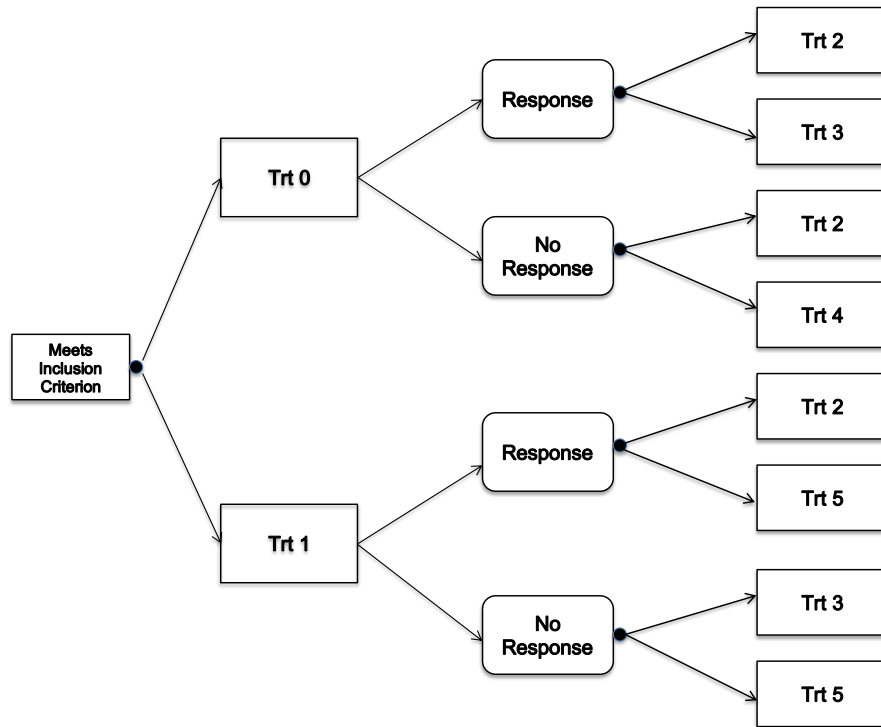 Meets
Inclusion
Criterion
Trt 0
Trt 1
Response
No
Response
Response
No
Response
Trt 2
Trt 3
Trt 2
Trt 4
Trt 2
Trt 5
Trt 3
Trt 5